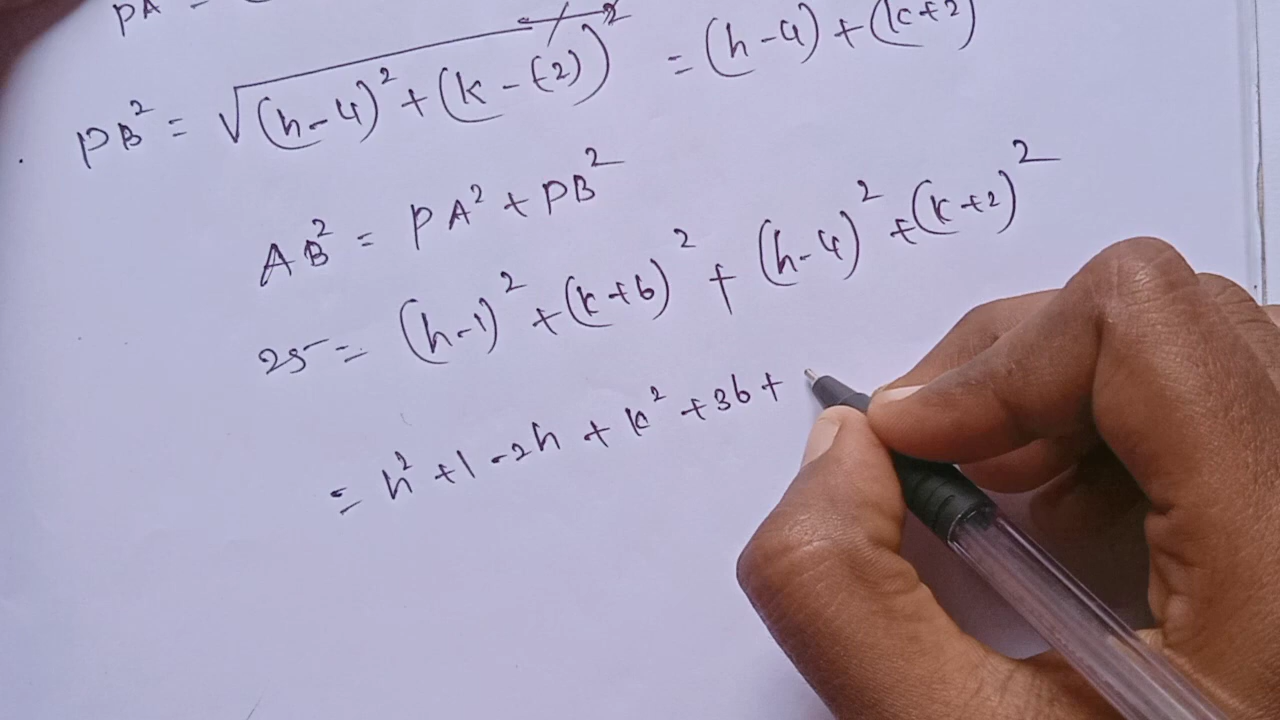 PA =
PB² = √(h-4)²+(k-(-2))² = (h-4)+(k+2)
AB² = PA² + PB²
25 = (h-1)² + (k+6)² + (h-4)² + (k+2)²
= h² + 1 - 2h + k² + 36 +